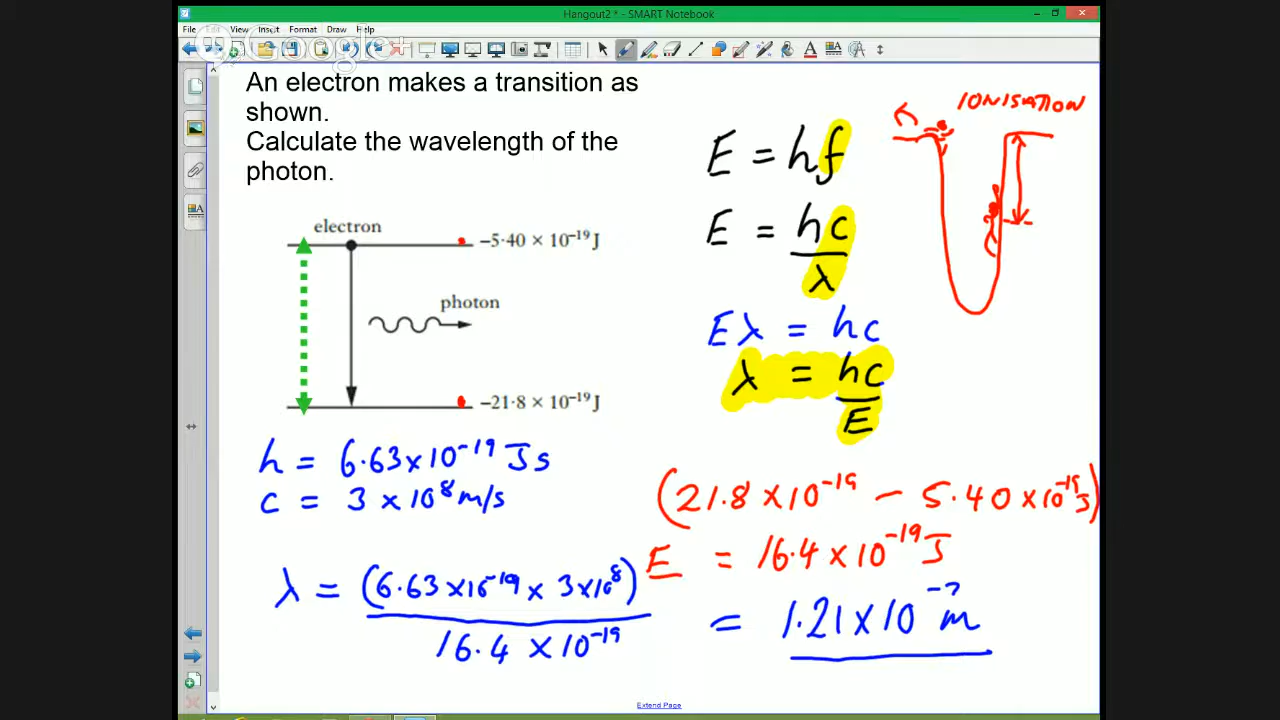 Hangout2 * - SMART Notebook
File Edit View Insert Format Draw Help
Google+
An electron makes a transition as
shown.
Calculate the wavelength of the
photon.
IONISATION
E = hf
E = hc/λ
Eλ = hc
λ = hc/E
electron
−5·40 × 10⁻¹⁹ J
photon
−21·8 × 10⁻¹⁹ J
h = 6.63×10⁻¹⁹ Js
c = 3 × 10⁸ m/s
(21.8 ×10⁻¹⁹ − 5.40 ×10⁻¹⁹J)
E = 16.4 × 10⁻¹⁹ J
λ = (6.63 ×10⁻¹⁹ × 3×10⁸)
16.4 × 10⁻¹⁹
= 1.21 × 10⁻⁷ m
Extend Page